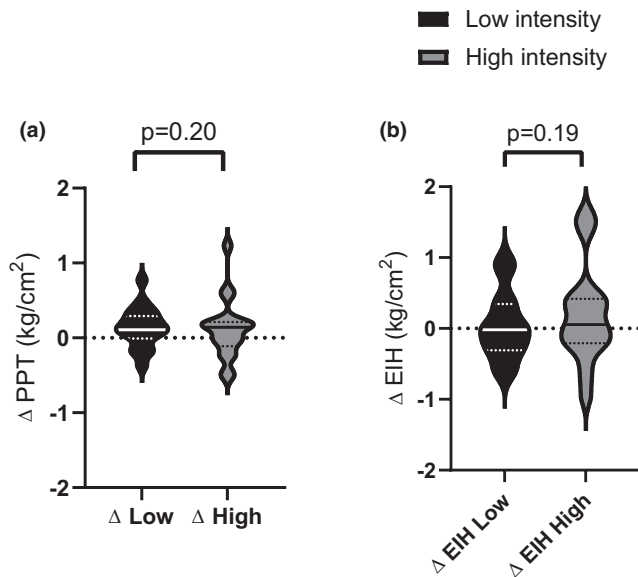 Low intensity
High intensity
(a)
p=0.20
2
1
0
-1
-2
Δ PPT (kg/cm²)
Δ Low
Δ High
(b)
p=0.19
2
1
0
-1
-2
Δ EIH (kg/cm²)
Δ EIH Low
Δ EIH High